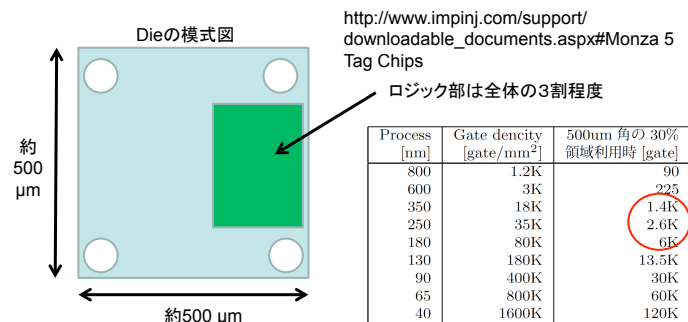 Dieの模式図
http://www.impinj.com/support/
downloadable_documents.aspx#Monza 5
Tag Chips
ロジック部は全体の３割程度
約
500
μm
約500 μm
Process Gate dencity 500um 角の 30%
[nm] [gate/mm²] 領域利用時 [gate]
800 1.2K 90
600 3K 225
350 18K 1.4K
250 35K 2.6K
180 80K 6K
130 180K 13.5K
90 400K 30K
65 800K 60K
40 1600K 120K